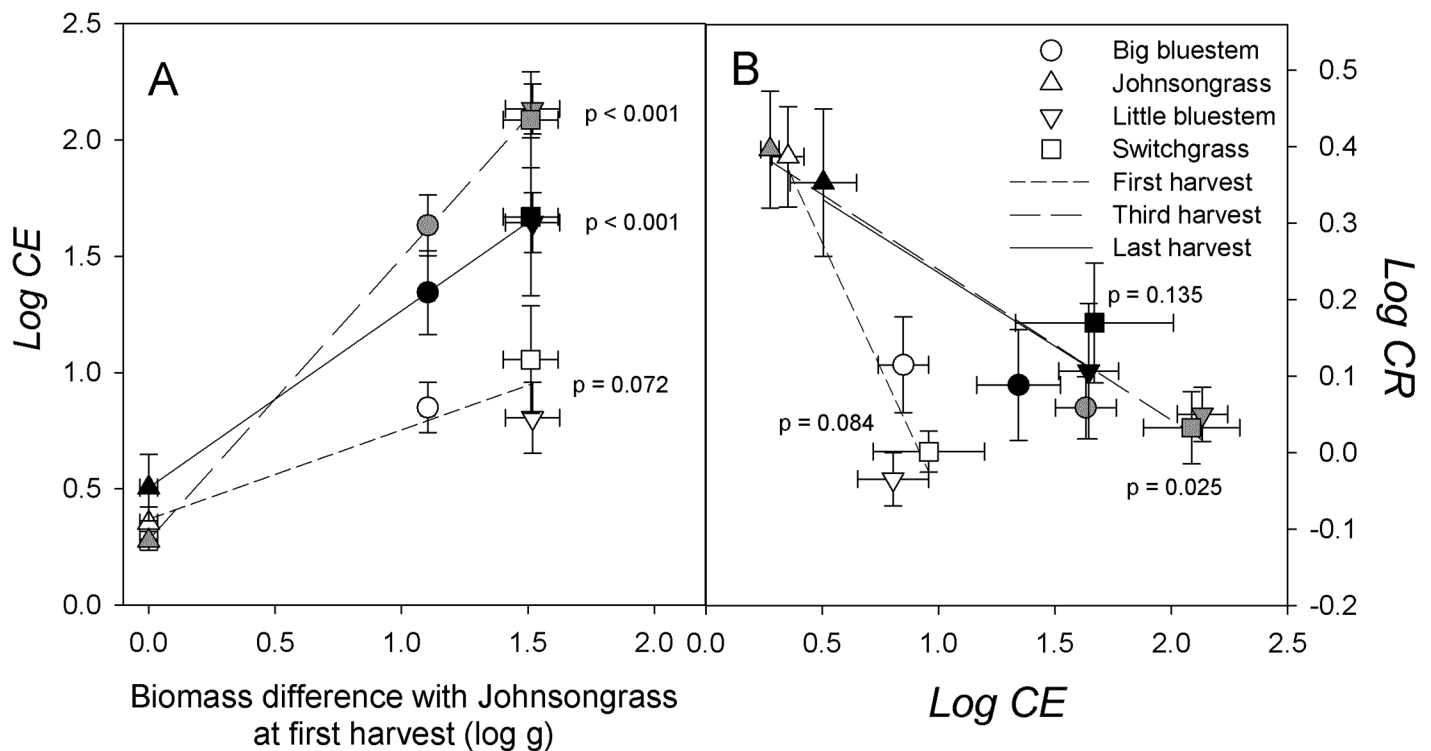 A
2.5
2.0
1.5
1.0
0.5
0.0
Log CE
p < 0.001
p < 0.001
p = 0.072
0.0 0.5 1.0 1.5 2.0
Biomass difference with Johnsongrass
at first harvest (log g)
B
Big bluestem
Johnsongrass
Little bluestem
Switchgrass
First harvest
Third harvest
Last harvest
p = 0.135
p = 0.084
p = 0.025
0.5
0.4
0.3
0.2
0.1
0.0
-0.1
-0.2
Log CR
0.0 0.5 1.0 1.5 2.0 2.5
Log CE